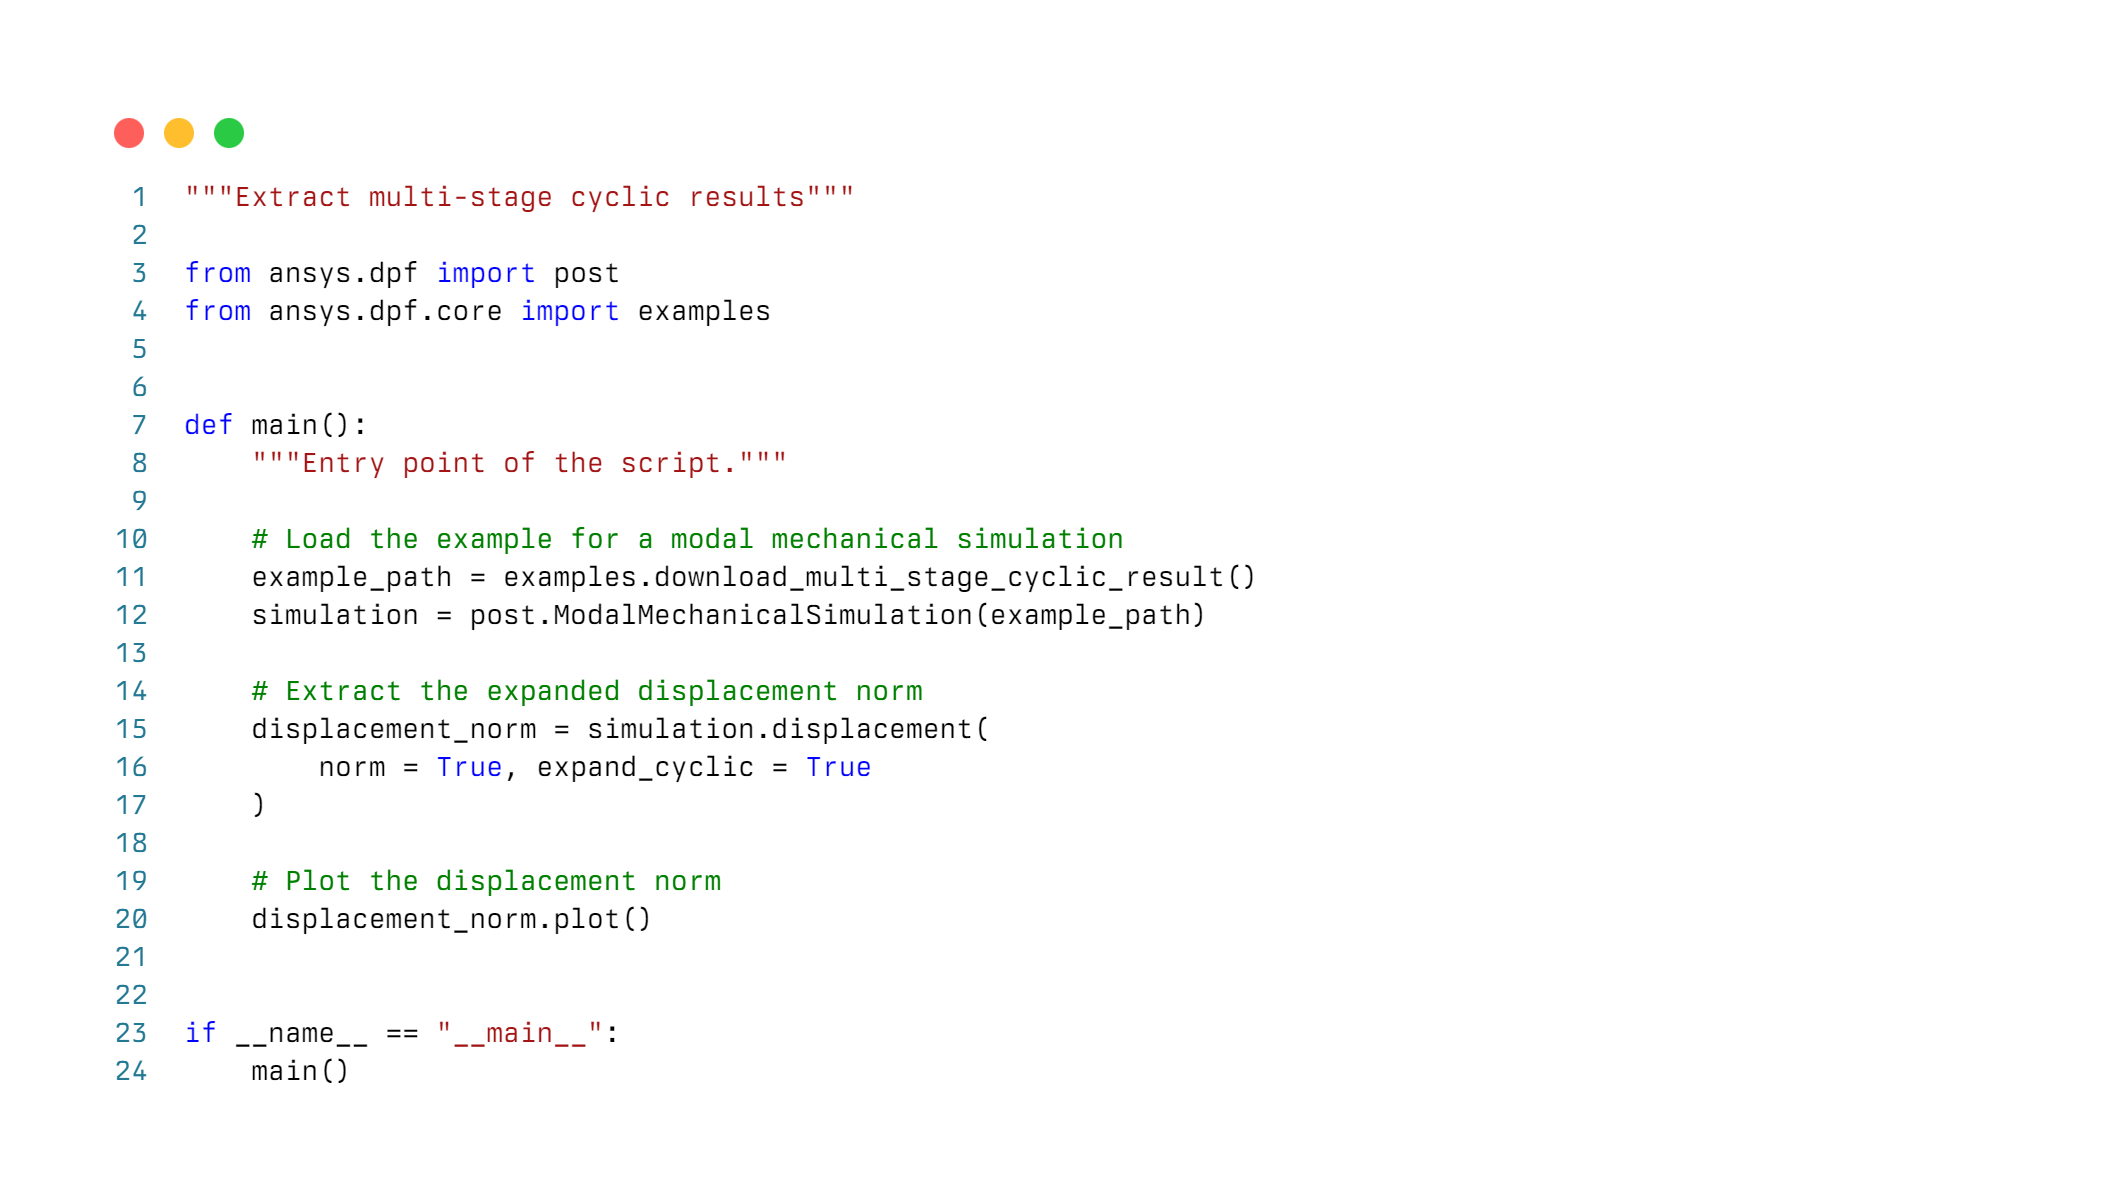 1 """Extract multi-stage cyclic results"""
2
3 from ansys.dpf import post
4 from ansys.dpf.core import examples
5
6
7 def main():
8     """Entry point of the script."""
9
10     # Load the example for a modal mechanical simulation
11     example_path = examples.download_multi_stage_cyclic_result()
12     simulation = post.ModalMechanicalSimulation(example_path)
13
14     # Extract the expanded displacement norm
15     displacement_norm = simulation.displacement(
16         norm = True, expand_cyclic = True
17     )
18
19     # Plot the displacement norm
20     displacement_norm.plot()
21
22
23 if __name__ == "__main__":
24     main()